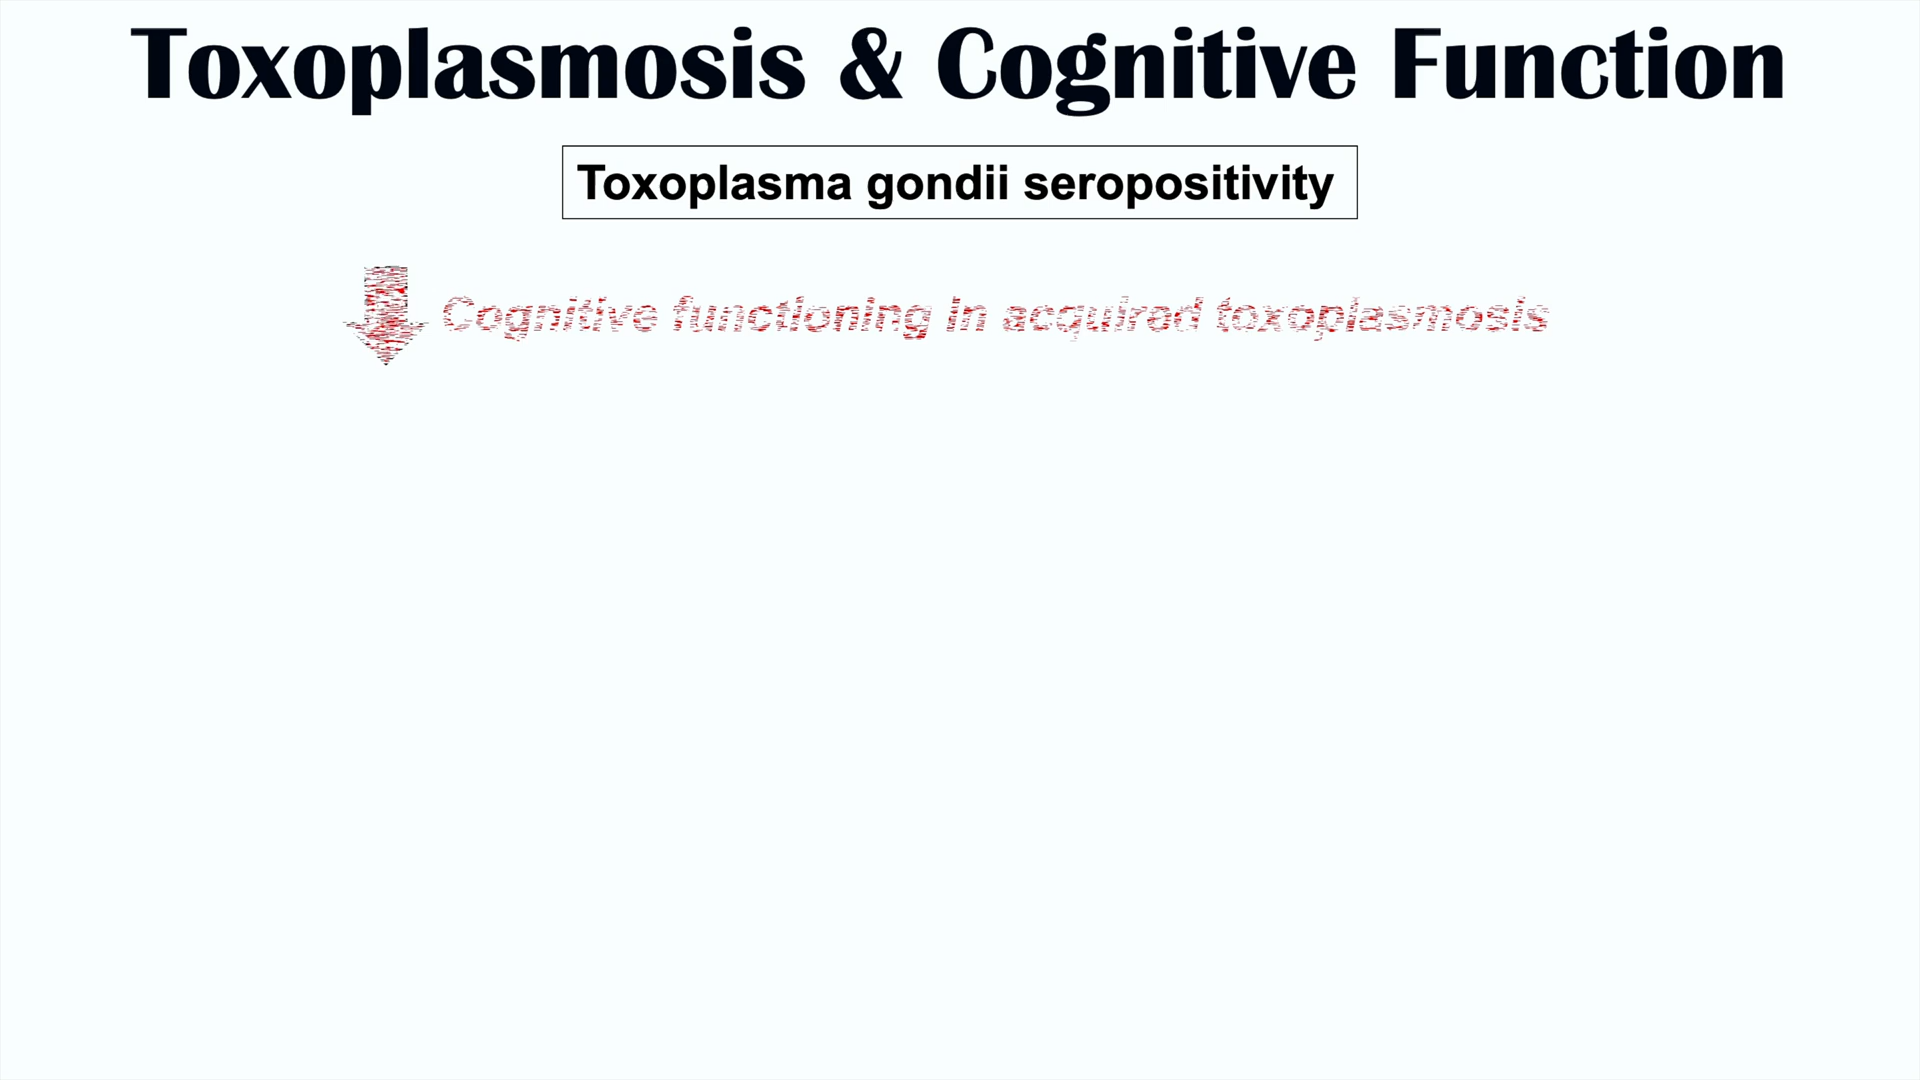 Toxoplasmosis & Cognitive Function
Toxoplasma gondii seropositivity
Cognitive functioning in acquired toxoplasmosis